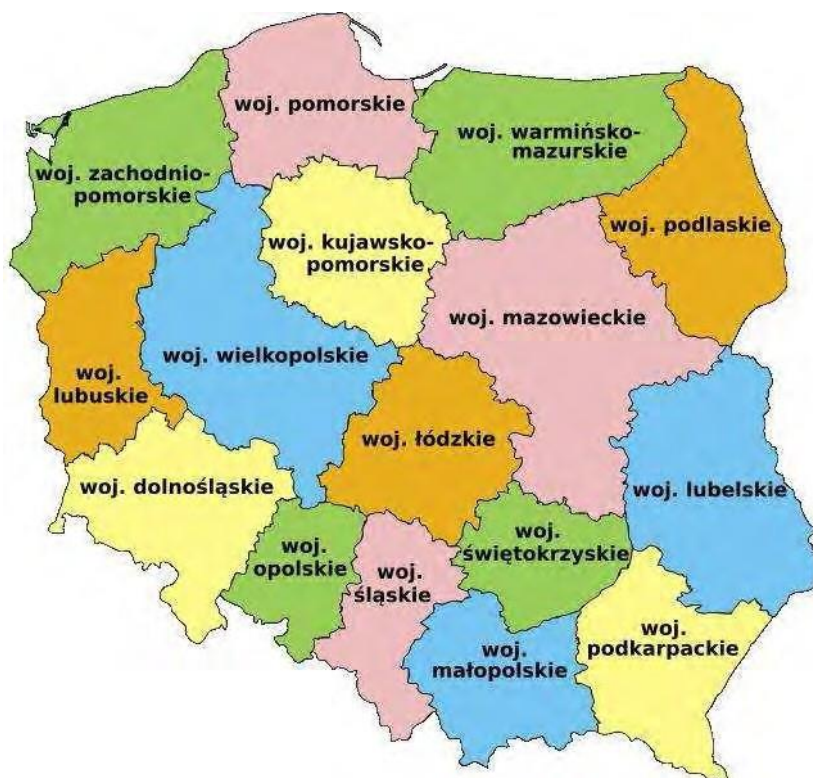 woj. pomorskie
woj. warmińsko-
mazurskie
woj. zachodnio-
pomorskie
woj. podlaskie
woj. kujawsko-
pomorskie
woj. mazowieckie
woj. wielkopolskie
woj.
lubuskie
woj. łódzkie
woj. dolnośląskie
woj. lubelskie
woj.
opolskie
woj.
świętokrzyskie
woj.
śląskie
woj.
małopolskie
woj.
podkarpackie